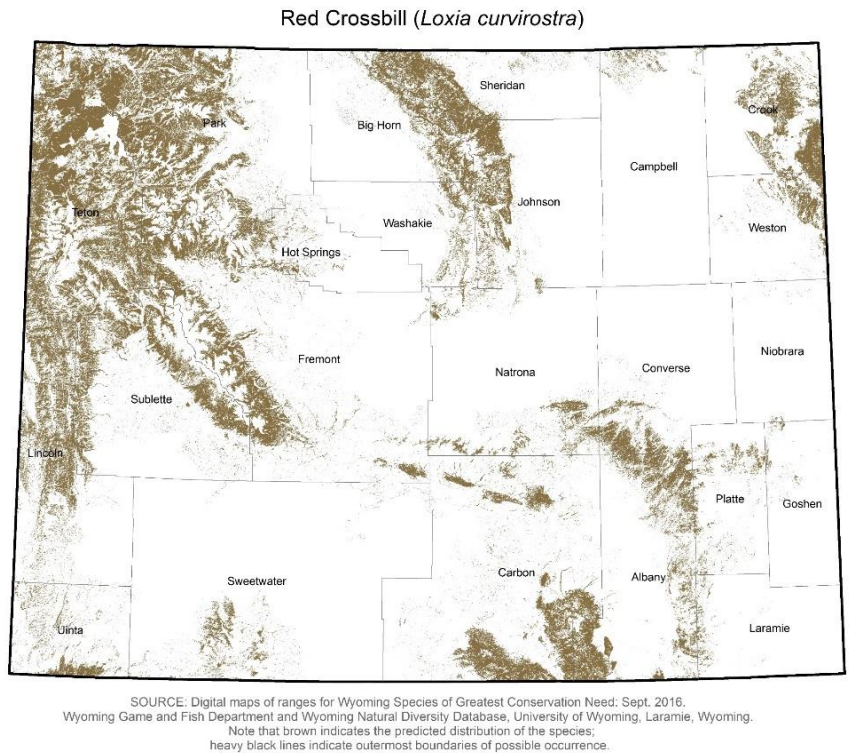 Red Crossbill (Loxia curvirostra)
Sheridan
Crook
Park
Big Horn
Campbell
Johnson
Teton
Washakie
Weston
Hot Springs
Fremont
Niobrara
Natrona
Converse
Sublette
Lincoln
Platte
Goshen
Carbon
Albany
Sweetwater
Uinta
Laramie
SOURCE: Digital maps of ranges for Wyoming Species of Greatest Conservation Need: Sept. 2016.
Wyoming Game and Fish Department and Wyoming Natural Diversity Database, University of Wyoming, Laramie, Wyoming.
Note that brown indicates the predicted distribution of the species;
heavy black lines indicate outermost boundaries of possible occurrence.